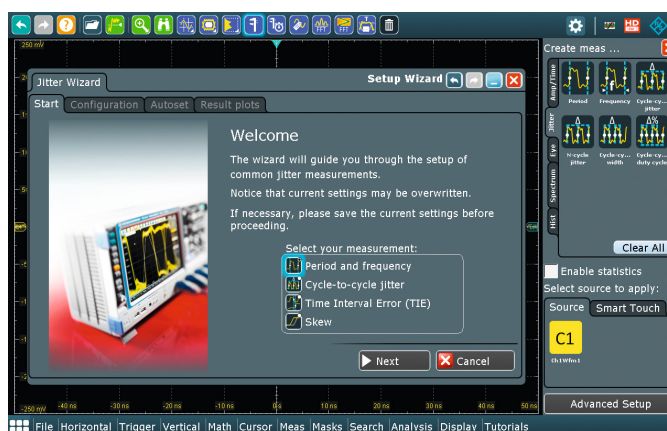 HD
250 mV
Create meas ...
Jitter Wizard
Setup Wizard
Start Configuration Autoset Result plots
Welcome
The wizard will guide you through the setup of
common jitter measurements.
Notice that current settings may be overwritten.
If necessary, please save the current settings before
proceeding.
Select your measurement:
Period and frequency
Cycle-to-cycle jitter
Time Interval Error (TIE)
Skew
Next
Cancel
Amp/Time
Jitter
Eye
Spectrum
Hist
Period
Frequency
Cycle-cy...
jitter
N-cycle
jitter
Cycle-cy...
width
Cycle-cy...
duty cycle
Clear All
Enable statistics
Select source to apply:
Source Smart Touch
C1
Ch1Wfm1
Advanced Setup
-250 mV -40 ns -30 ns -20 ns -10 ns 0 s 10 ns 20 ns 30 ns 40 ns 50 ns
File Horizontal Trigger Vertical Math Cursor Meas Masks Search Analysis Display Tutorials